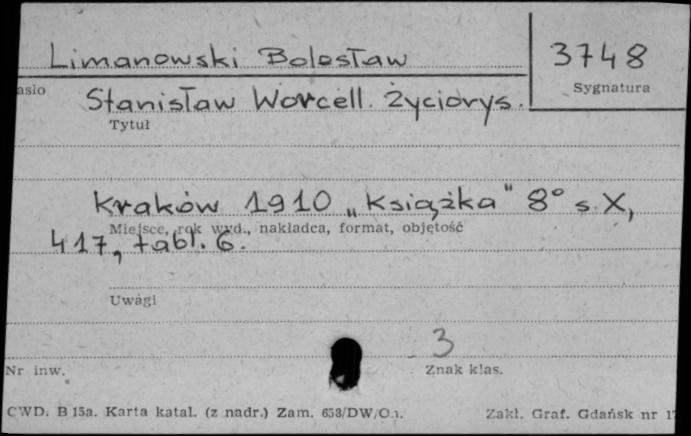 Limanowski Bolesław
3748
asło
Sygnatura
Stanisław Worcell. Życiorys.
Tytuł
Kraków 1910 „Książka" 8° s. X,
Miejsce, rok wyd., nakładca, format, objętość
417, tabl. 6.
Uwagi
3
Nr inw.
Znak klas.
CWD. B 15a. Karta katal. (z nadr.) Zam. 658/DW/
Zakł. Graf. Gdańsk nr